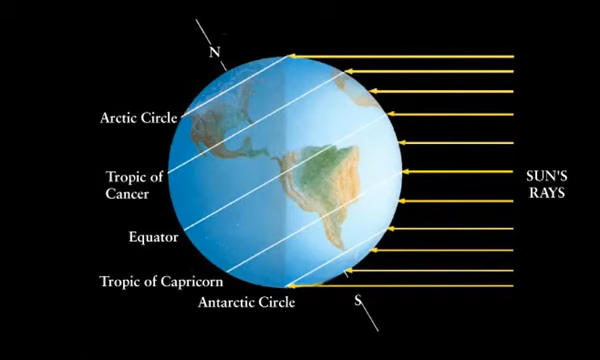 N
Arctic Circle
Tropic of
Cancer
SUN'S
RAYS
Equator
Tropic of Capricorn
Antarctic Circle
S